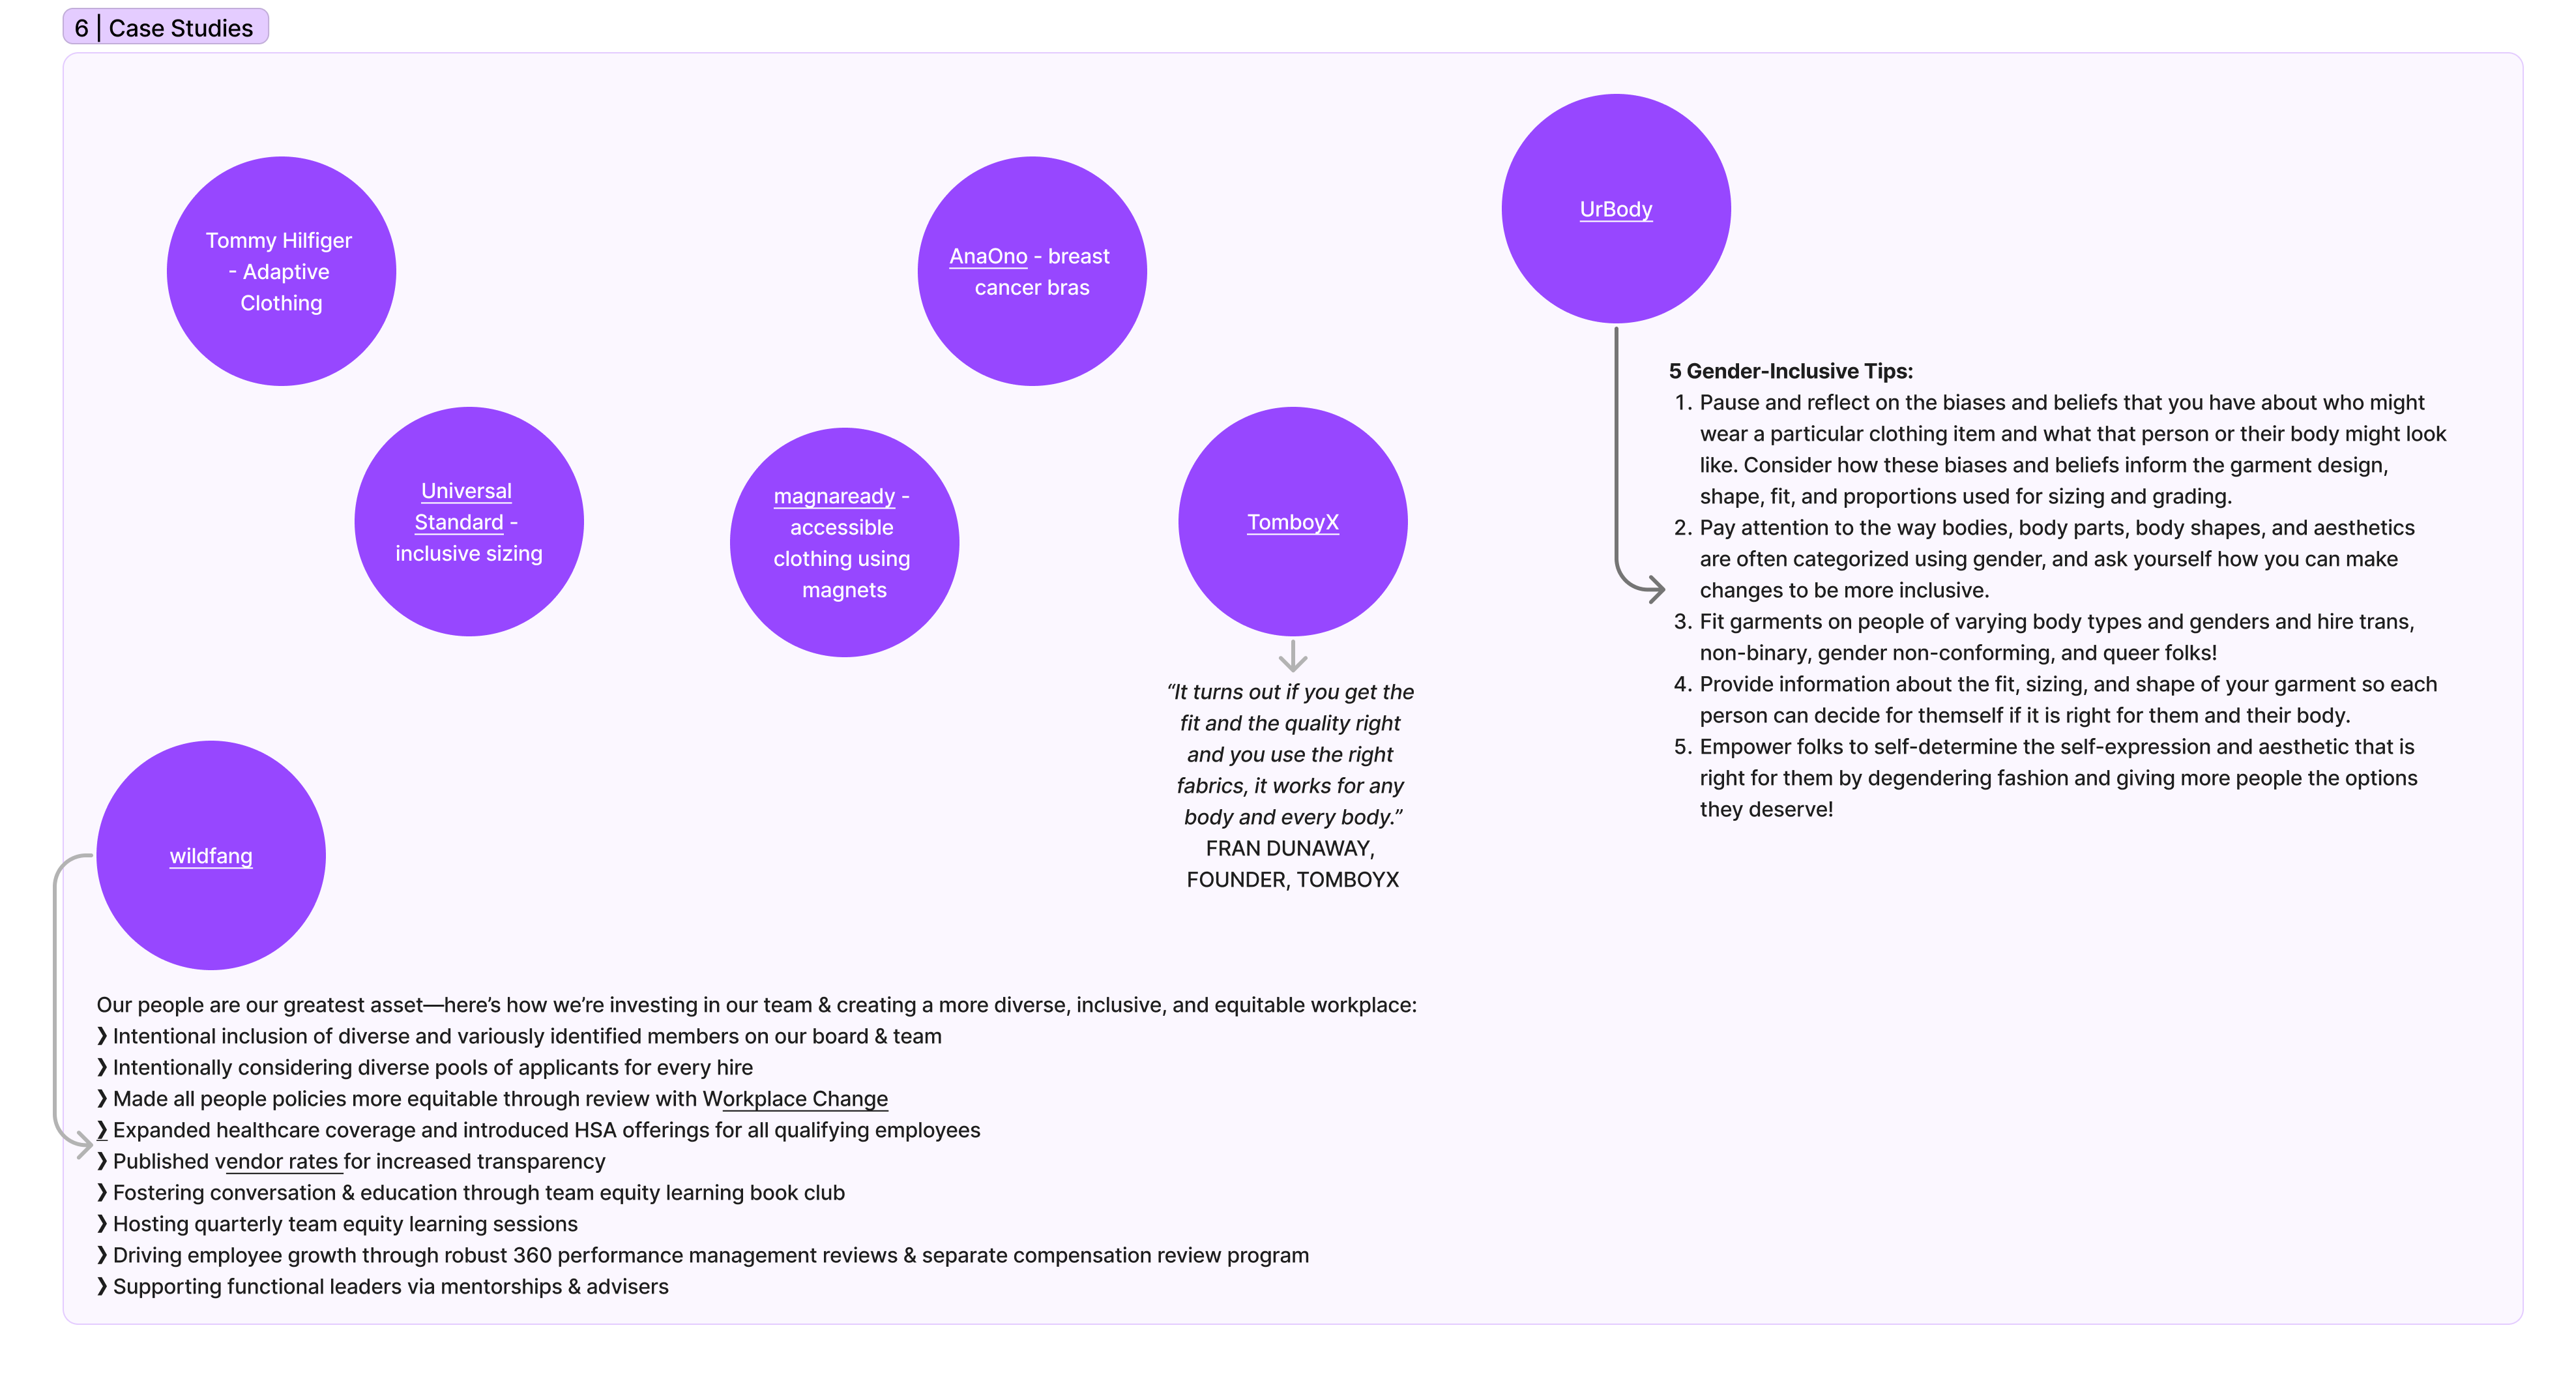 6 | Case Studies
Tommy Hilfiger
- Adaptive
Clothing
Universal
Standard -
inclusive sizing
magnaready -
accessible
clothing using
magnets
AnaOno - breast
cancer bras
TomboyX
“It turns out if you get the
fit and the quality right
and you use the right
fabrics, it works for any
body and every body.”
FRAN DUNAWAY,
FOUNDER, TOMBOYX
UrBody
5 Gender-Inclusive Tips:
1. Pause and reflect on the biases and beliefs that you have about who might
wear a particular clothing item and what that person or their body might look
like. Consider how these biases and beliefs inform the garment design,
shape, fit, and proportions used for sizing and grading.
2. Pay attention to the way bodies, body parts, body shapes, and aesthetics
are often categorized using gender, and ask yourself how you can make
changes to be more inclusive.
3. Fit garments on people of varying body types and genders and hire trans,
non-binary, gender non-conforming, and queer folks!
4. Provide information about the fit, sizing, and shape of your garment so each
person can decide for themself if it is right for them and their body.
5. Empower folks to self-determine the self-expression and aesthetic that is
right for them by degendering fashion and giving more people the options
they deserve!
wildfang
Our people are our greatest asset—here’s how we’re investing in our team & creating a more diverse, inclusive, and equitable workplace:
❯ Intentional inclusion of diverse and variously identified members on our board & team
❯ Intentionally considering diverse pools of applicants for every hire
❯ Made all people policies more equitable through review with Workplace Change
❯ Expanded healthcare coverage and introduced HSA offerings for all qualifying employees
❯ Published vendor rates for increased transparency
❯ Fostering conversation & education through team equity learning book club
❯ Hosting quarterly team equity learning sessions
❯ Driving employee growth through robust 360 performance management reviews & separate compensation review program
❯ Supporting functional leaders via mentorships & advisers